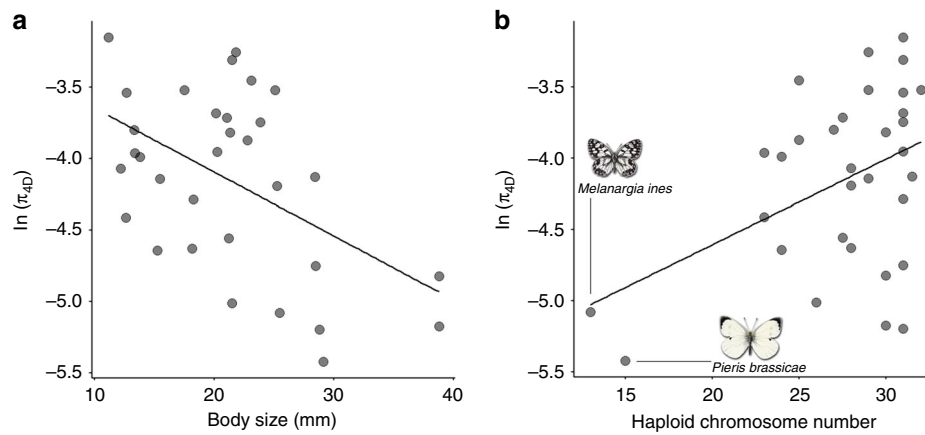 a
ln (π4D)
−3.5
−4.0
−4.5
−5.0
−5.5
10
20
30
40
Body size (mm)
b
ln (π4D)
−3.5
−4.0
−4.5
−5.0
−5.5
Melanargia ines
Pieris brassicae
15
20
25
30
Haploid chromosome number